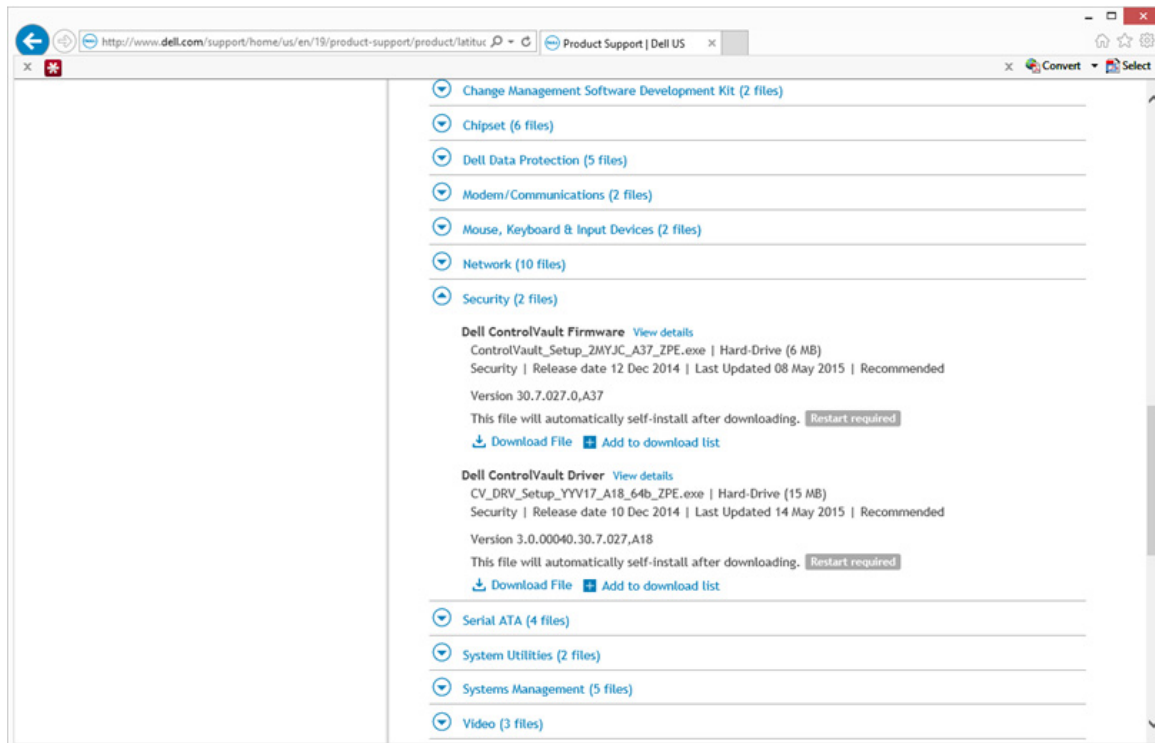 http://www.dell.com/support/home/us/en/19/product-support/product/latituc
Product Support | Dell US
Convert
Select
Change Management Software Development Kit (2 files)
Chipset (6 files)
Dell Data Protection (5 files)
Modem/Communications (2 files)
Mouse, Keyboard & Input Devices (2 files)
Network (10 files)
Security (2 files)
Dell ControlVault Firmware View details
ControlVault_Setup_2MYJC_A37_ZPE.exe | Hard-Drive (6 MB)
Security | Release date 12 Dec 2014 | Last Updated 08 May 2015 | Recommended
Version 30.7.027.0,A37
This file will automatically self-install after downloading. Restart required
Download File Add to download list
Dell ControlVault Driver View details
CV_DRV_Setup_YYV17_A18_64b_ZPE.exe | Hard-Drive (15 MB)
Security | Release date 10 Dec 2014 | Last Updated 14 May 2015 | Recommended
Version 3.0.00040.30.7.027,A18
This file will automatically self-install after downloading. Restart required
Download File Add to download list
Serial ATA (4 files)
System Utilities (2 files)
Systems Management (5 files)
Video (3 files)